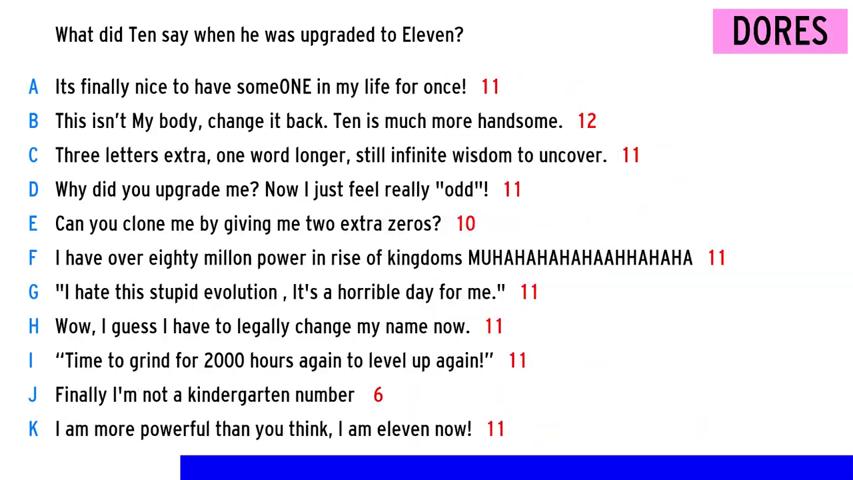 What did Ten say when he was upgraded to Eleven?
DORES
A Its finally nice to have someONE in my life for once! 11
B This isn't My body, change it back. Ten is much more handsome. 12
C Three letters extra, one word longer, still infinite wisdom to uncover. 11
D Why did you upgrade me? Now I just feel really "odd"! 11
E Can you clone me by giving me two extra zeros? 10
F I have over eighty millon power in rise of kingdoms MUHAHAHAHAHAAHHAHAHA 11
G "I hate this stupid evolution , It's a horrible day for me." 11
H Wow, I guess I have to legally change my name now. 11
I “Time to grind for 2000 hours again to level up again!” 11
J Finally I'm not a kindergarten number 6
K I am more powerful than you think, I am eleven now! 11